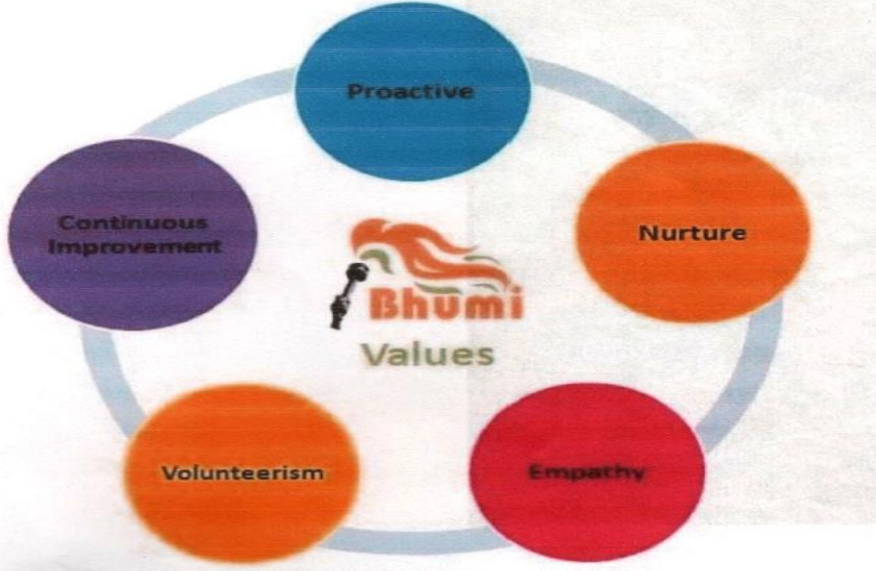 Proactive
Nurture
Empathy
Volunteerism
Continuous
Improvement
Bhumi
Values